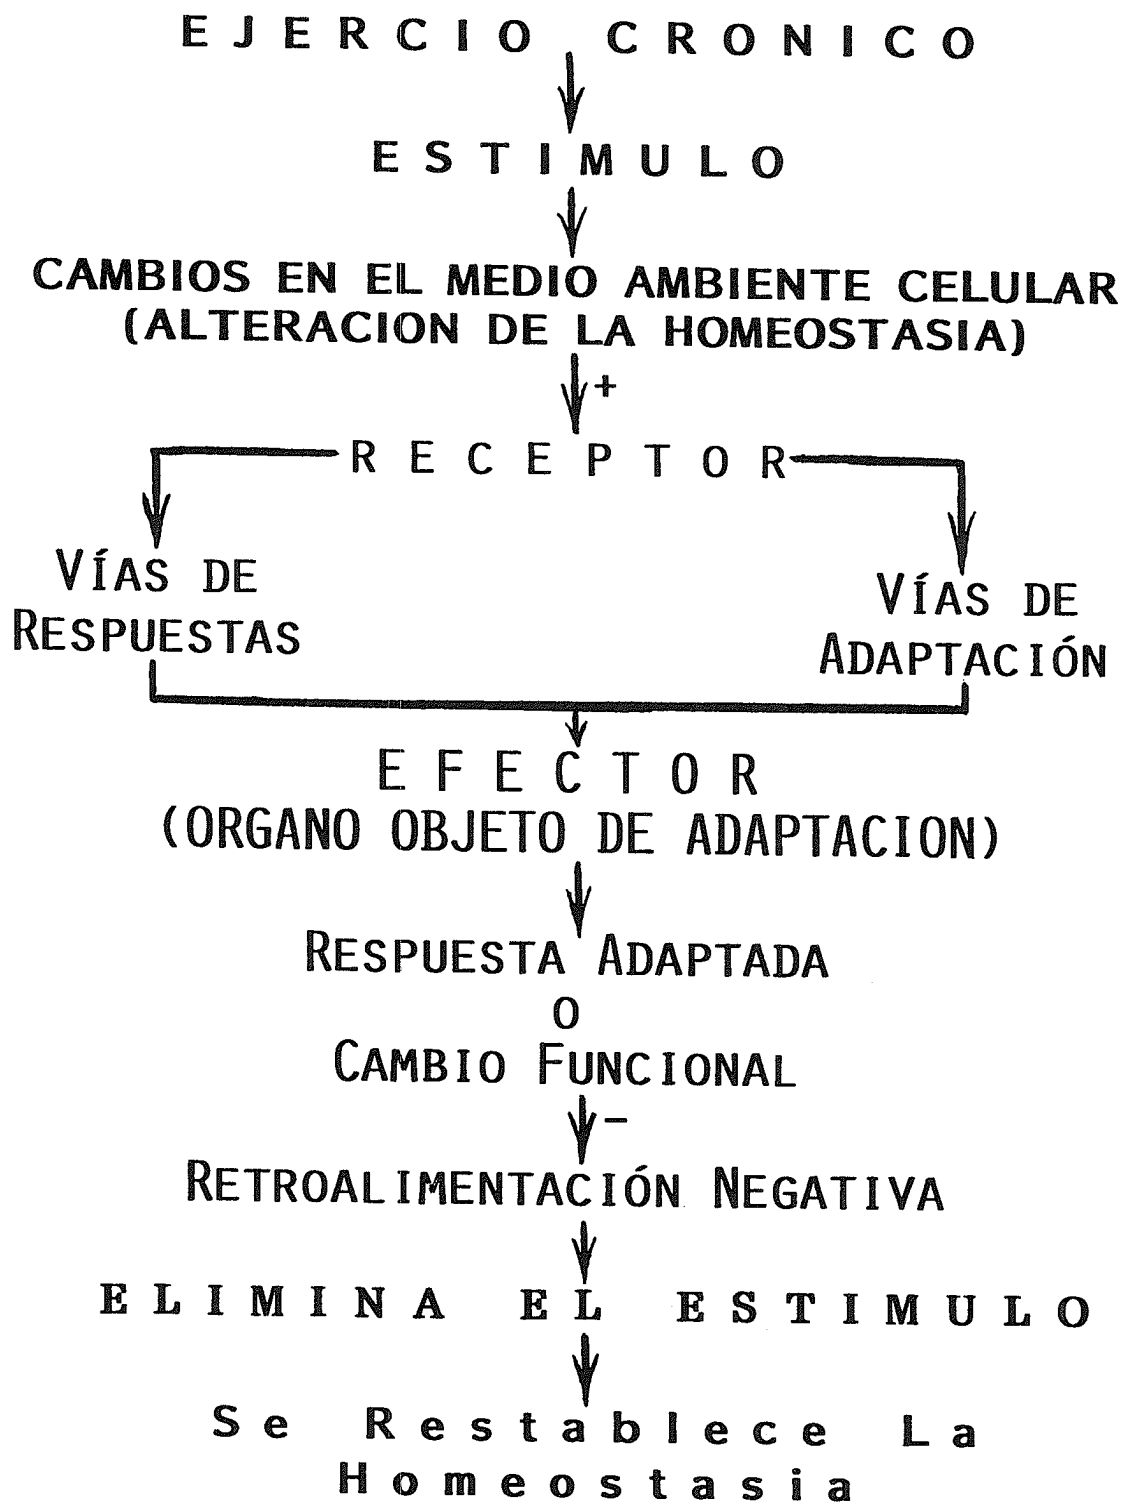 EJERCIO CRONICO
ESTIMULO
CAMBIOS EN EL MEDIO AMBIENTE CELULAR
(ALTERACION DE LA HOMEOSTASIA)
+
RECEPTOR
VÍAS DE
RESPUESTAS
VÍAS DE
ADAPTACIÓN
EFECTOR
(ORGANO OBJETO DE ADAPTACION)
RESPUESTA ADAPTADA
O
CAMBIO FUNCIONAL
-
RETROALIMENTACIÓN NEGATIVA
ELIMINA EL ESTIMULO
Se Restablece La
Homeostasia